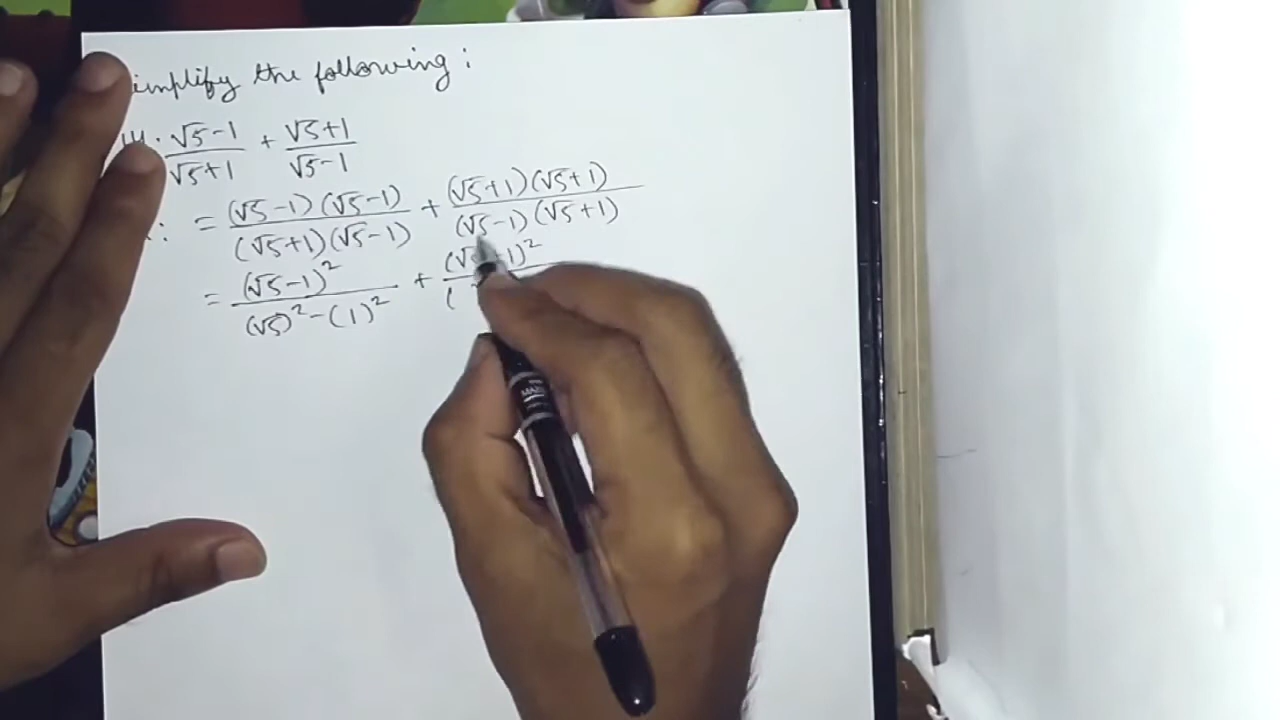 implify the following :
(√5-1)/(√5+1) + (√5+1)/(√5-1)
= (√5-1)(√5-1)/(√5+1)(√5-1) + (√5+1)(√5+1)/(√5-1)(√5+1)
= (√5-1)²/(√5)²-(1)² +